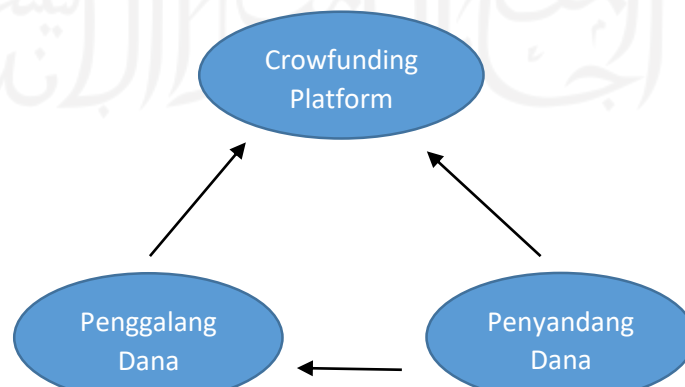 Crowfunding
Platform
Penggalang
Dana
Penyandang
Dana